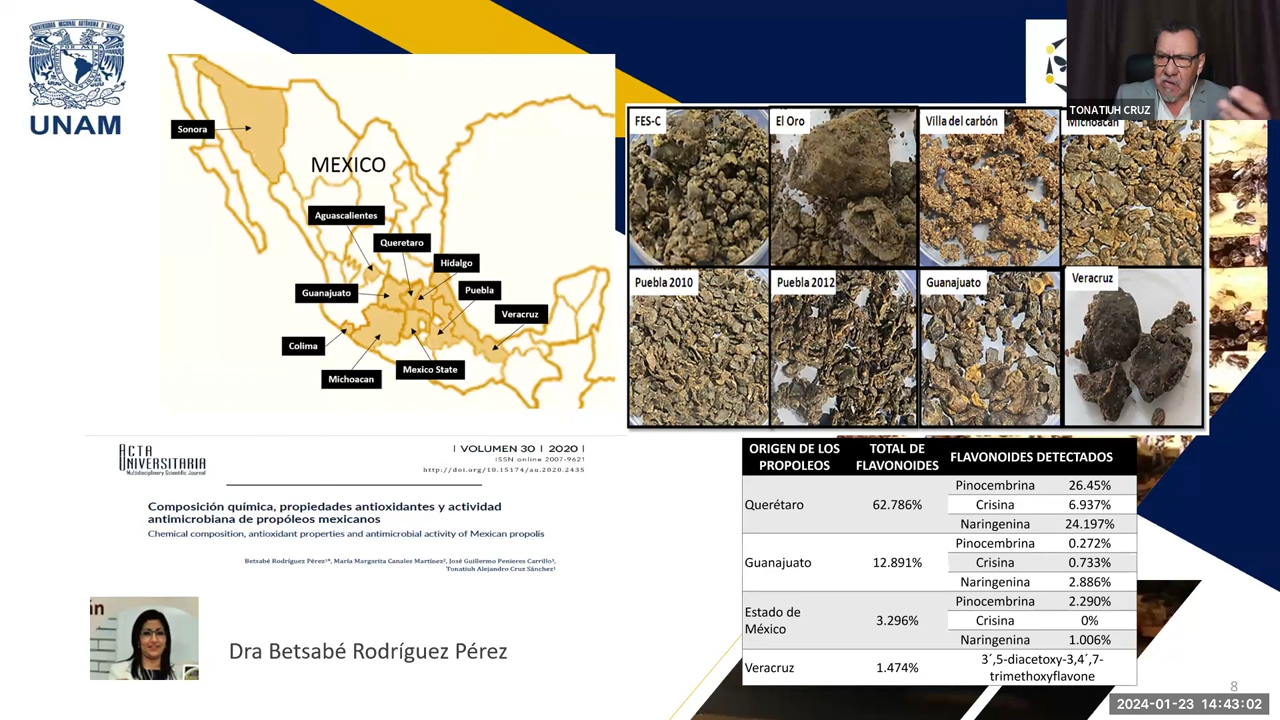 UNAM
Sonora
MEXICO
Aguascalientes
Queretaro
Hidalgo
Guanajuato
Puebla
Veracruz
Colima
Mexico State
Michoacan
FES-C
El Oro
Villa del carbón
Michoacán
TONATIUH CRUZ
Puebla 2010
Puebla 2012
Guanajuato
Veracruz
ACTA
UNIVERSITARIA
Multidisciplinary Scientific Journal
| VOLUMEN 30 | 2020 |
ISSN online 2007-9621
http://doi.org/10.15174/au.2020.2435
Composición química, propiedades antioxidantes y actividad
antimicrobiana de propóleos mexicanos
Chemical composition, antioxidant properties and antimicrobial activity of Mexican propolis
Betsabé Rodríguez Pérez¹*, María Margarita Canales Martínez², José Guillermo Penieres Carrillo³,
Tonatiuh Alejandro Cruz Sánchez¹
Dra Betsabé Rodríguez Pérez
ORIGEN DE LOS PROPOLEOS TOTAL DE FLAVONOIDES FLAVONOIDES DETECTADOS
Querétaro 62.786% Pinocembrina 26.45%
Crisina 6.937%
Naringenina 24.197%
Guanajuato 12.891% Pinocembrina 0.272%
Crisina 0.733%
Naringenina 2.886%
Estado de México 3.296% Pinocembrina 2.290%
Crisina 0%
Naringenina 1.006%
Veracruz 1.474% 3´,5-diacetoxy-3,4´,7-
trimethoxyflavone
8
2024-01-23 14:43:02